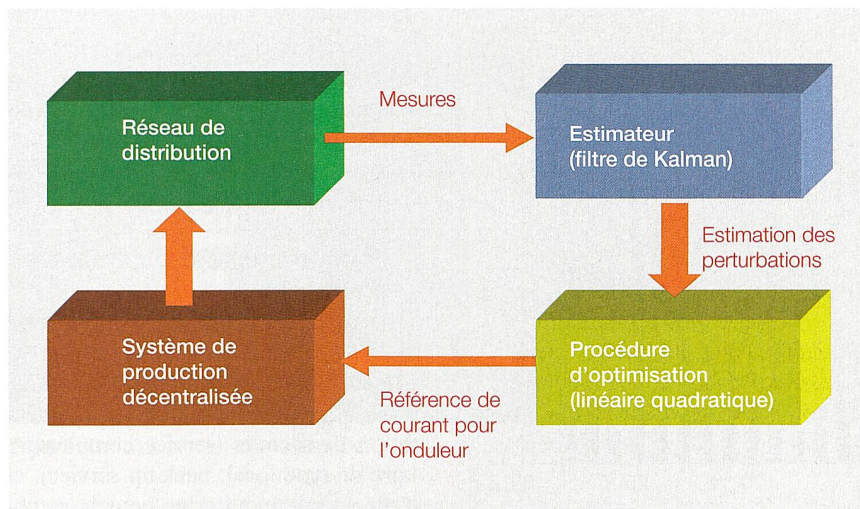 Réseau de
distribution
Mesures
Estimateur
(filtre de Kalman)
Estimation des
perturbations
Procédure
d'optimisation
(linéaire quadratique)
Référence de
courant pour
l'onduleur
Système de
production
décentralisée